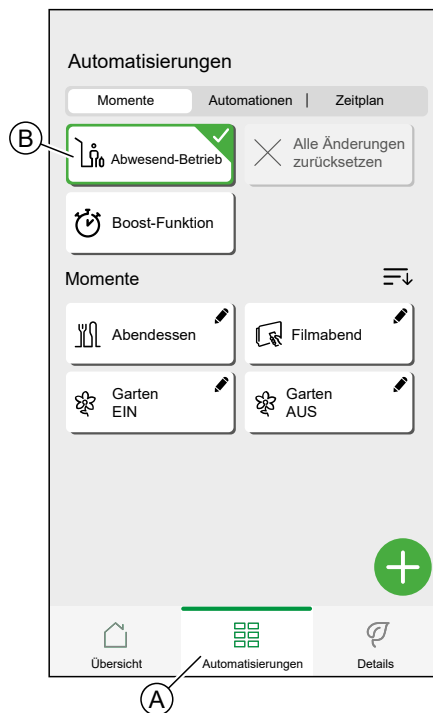 Automatisierungen
Momente Automationen | Zeitplan
B
Abwesend-Betrieb
Alle Änderungen
zurücksetzen
Boost-Funktion
Momente
Abendessen
Filmabend
Garten
EIN
Garten
AUS
Übersicht
Automatisierungen
Details
A